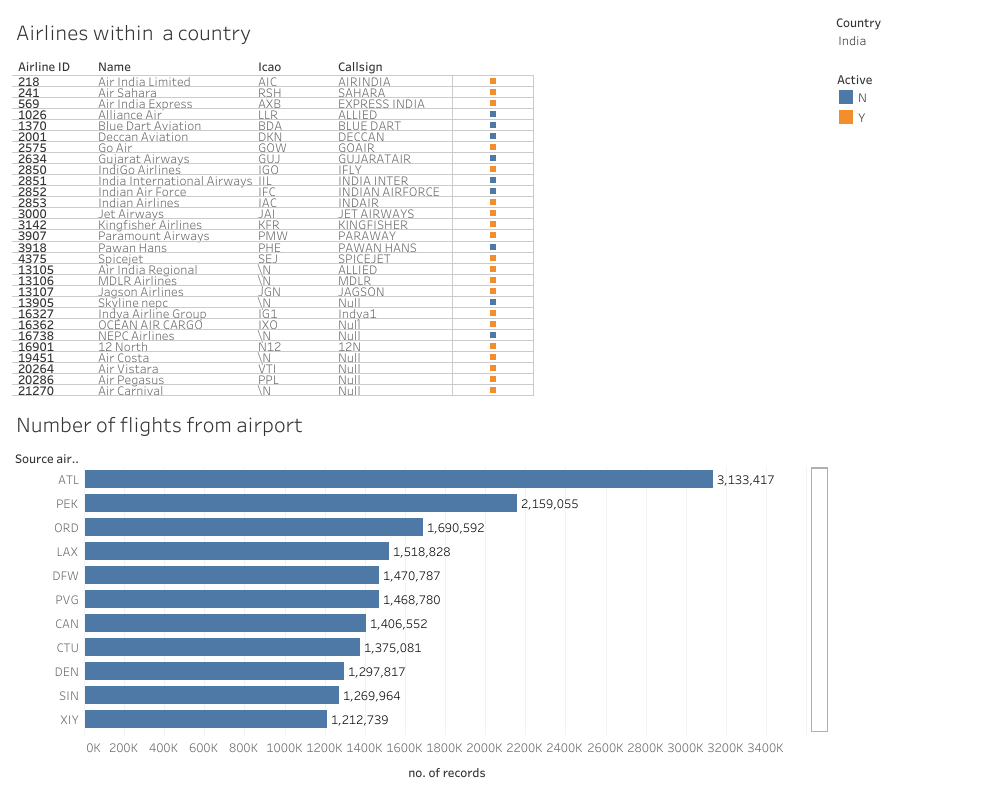 Airlines within a country
Country
India
Active
N
Y
Airline ID Name Icao Callsign
218 Air India Limited AIC AIRINDIA
241 Air Sahara RSH SAHARA
569 Air India Express AXB EXPRESS INDIA
1026 Alliance Air LLR ALLIED
1370 Blue Dart Aviation BDA BLUE DART
2001 Deccan Aviation DKN DECCAN
2575 Go Air GOW GOAIR
2634 Gujarat Airways GUJ GUJARATAIR
2850 IndiGo Airlines IGO IFLY
2851 India International Airways IIL INDIA INTER
2852 Indian Air Force IFC INDIAN AIRFORCE
2853 Indian Airlines IAC INDAIR
3000 Jet Airways JAI JET AIRWAYS
3142 Kingfisher Airlines KFR KINGFISHER
3907 Paramount Airways PMW PARAWAY
3918 Pawan Hans PHE PAWAN HANS
4375 Spicejet SEJ SPICEJET
13105 Air India Regional \N ALLIED
13106 MDLR Airlines \N MDLR
13107 Jagson Airlines JGN JAGSON
13905 Skyline nepc \N Null
16327 Indya Airline Group IG1 Indya1
16362 OCEAN AIR CARGO IXO Null
16738 NEPC Airlines \N Null
16901 12 North N12 12N
19451 Air Costa \N Null
20264 Air Vistara VTI Null
20286 Air Pegasus PPL Null
21270 Air Carnival \N Null
Number of flights from airport
Source air..
ATL 3,133,417
PEK 2,159,055
ORD 1,690,592
LAX 1,518,828
DFW 1,470,787
PVG 1,468,780
CAN 1,406,552
CTU 1,375,081
DEN 1,297,817
SIN 1,269,964
XIY 1,212,739
0K 200K 400K 600K 800K 1000K 1200K 1400K 1600K 1800K 2000K 2200K 2400K 2600K 2800K 3000K 3200K 3400K
no. of records